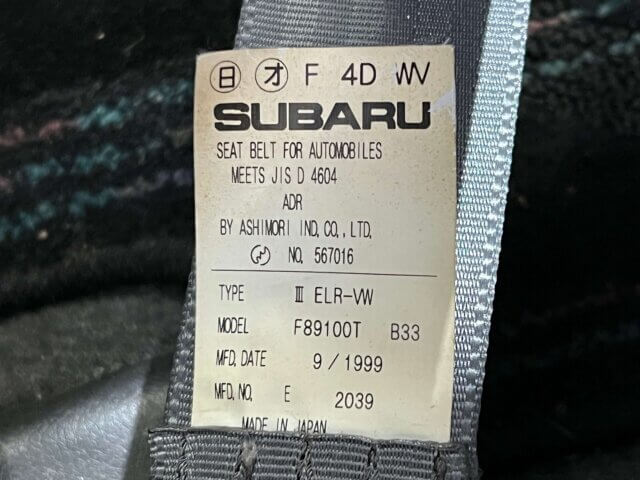 日 オ F 4D WV
SUBARU
SEAT BELT FOR AUTOMOBILES
MEETS JIS D 4604
ADR
BY ASHIMORI IND, CO., LTD,
NO, 567016
TYPE III ELR-VW
MODEL F89100T B33
MFD, DATE 9/1999
MFD, NO, E 2039
MADE IN JAPAN